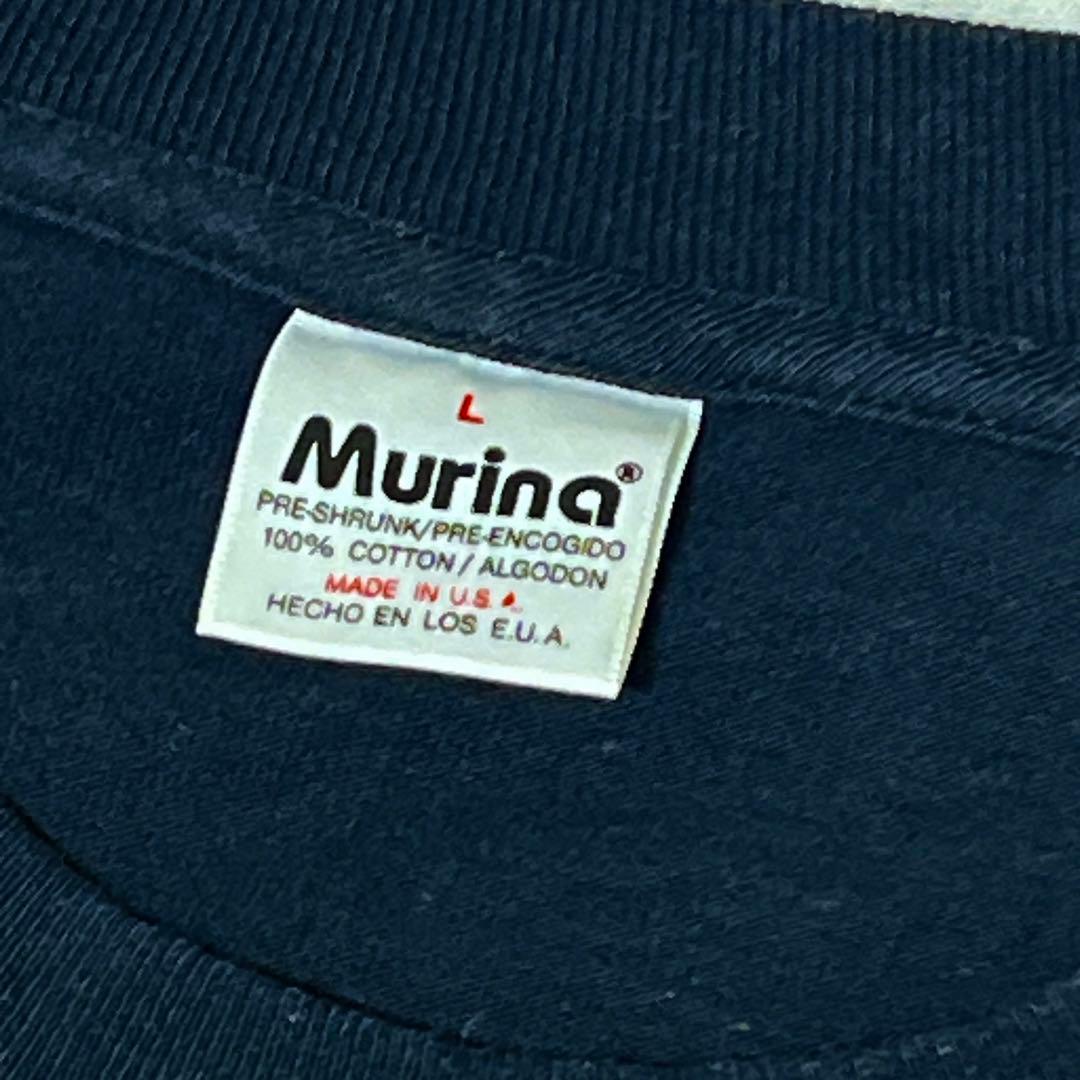 L
Murina®
PRE-SHRUNK/PRE-ENCOGIDO
100% COTTON / ALGODON
MADE IN U.S.A.
HECHO EN LOS E.U.A.